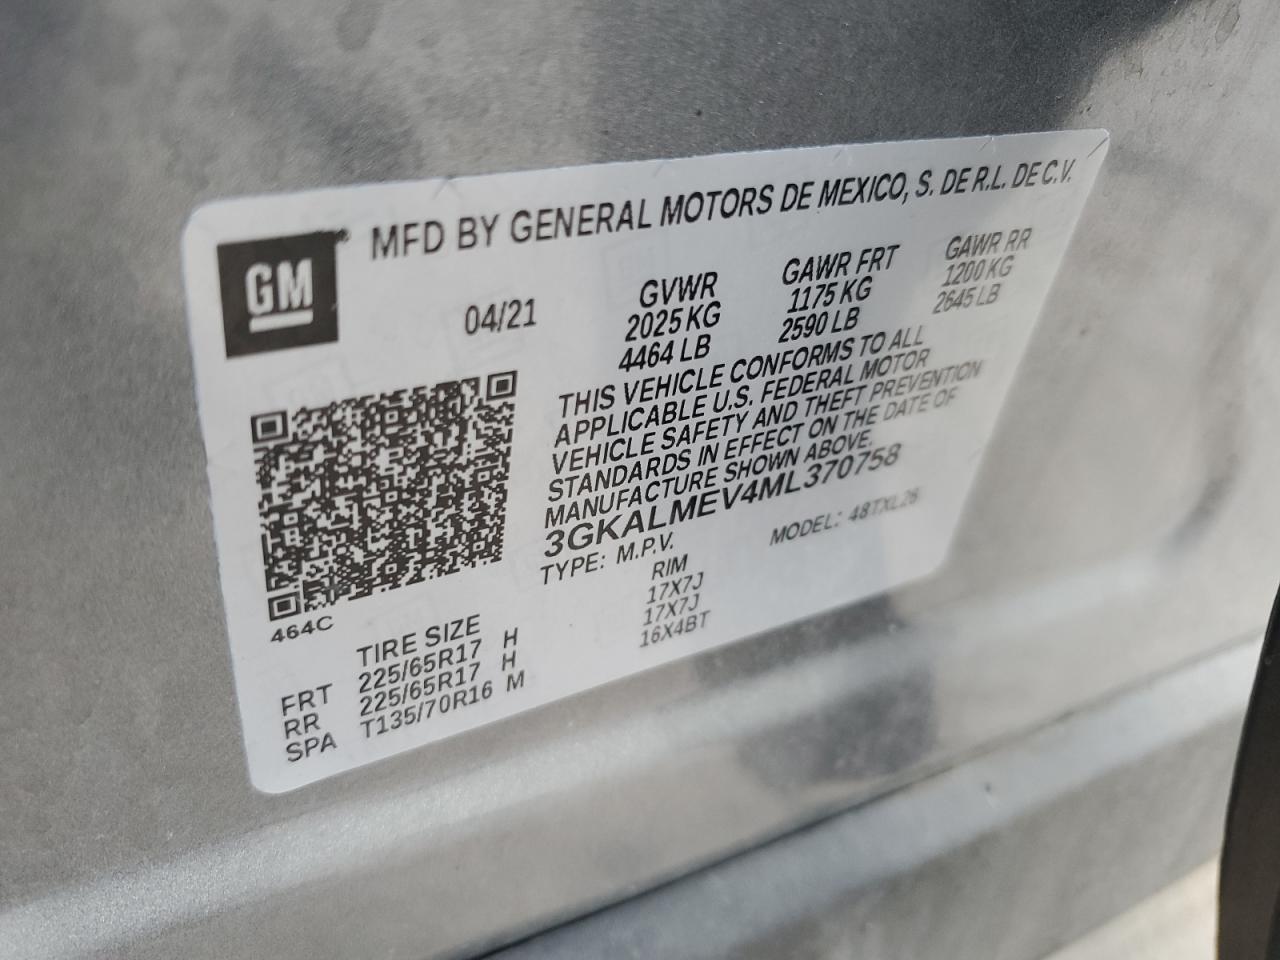 GM
MFD BY GENERAL MOTORS DE MEXICO, S. DE R.L. DE C.V.
04/21
GVWR
2025 KG
4464 LB
GAWR FRT
1175 KG
2590 LB
GAWR RR
1200 KG
2645 LB
THIS VEHICLE CONFORMS TO ALL
APPLICABLE U.S. FEDERAL MOTOR
VEHICLE SAFETY AND THEFT PREVENTION
STANDARDS IN EFFECT ON THE DATE OF
MANUFACTURE SHOWN ABOVE.
3GKALMEV4ML370758
TYPE: M.P.V. MODEL: 48TXL26
464C
TIRE SIZE RIM
FRT 225/65R17 H 17X7J
RR 225/65R17 H 17X7J
SPA T135/70R16 M 16X4BT